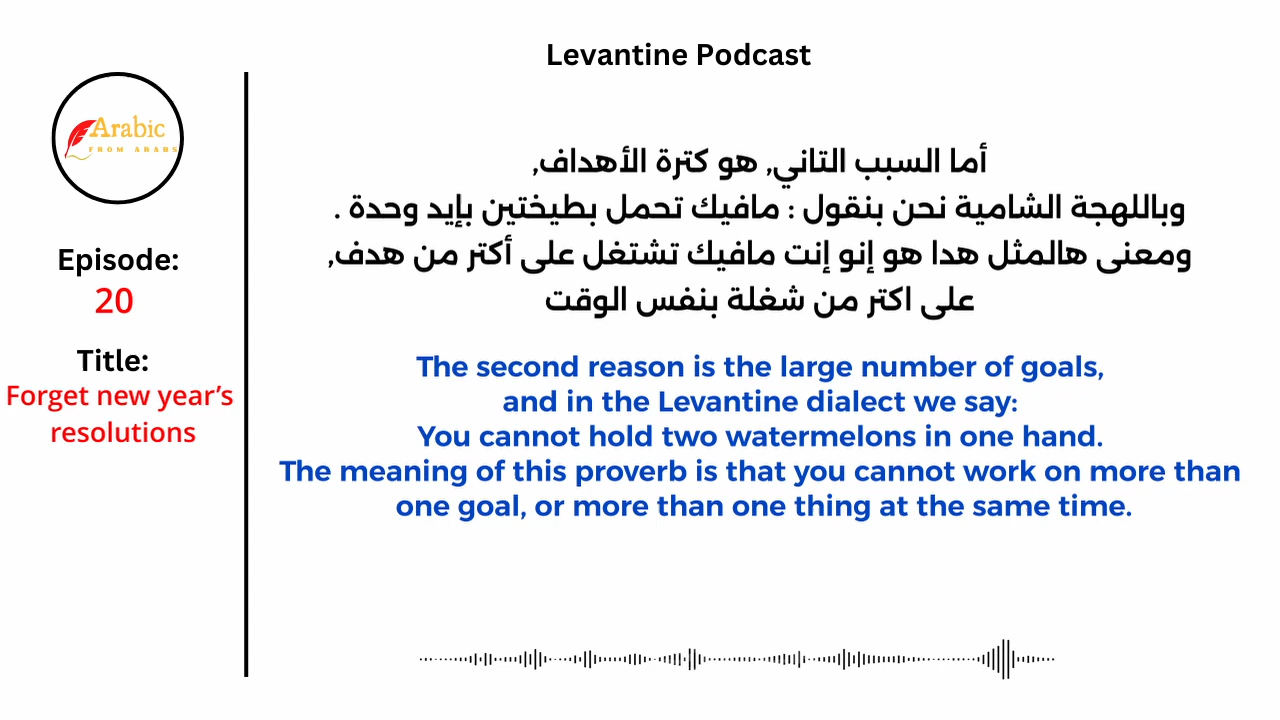 Levantine Podcast
Arabic
FROM ARABS
Episode:
20
Title:
Forget new year's
resolutions
أما السبب التاني, هو كترة الأهداف,
وباللهجة الشامية نحن بنقول : مافيك تحمل بطيختين بإيد وحدة .
ومعنى هالمثل هدا هو إنو إنت مافيك تشتغل على أكتر من هدف,
على اكتر من شغلة بنفس الوقت
The second reason is the large number of goals,
and in the Levantine dialect we say:
You cannot hold two watermelons in one hand.
The meaning of this proverb is that you cannot work on more than
one goal, or more than one thing at the same time.